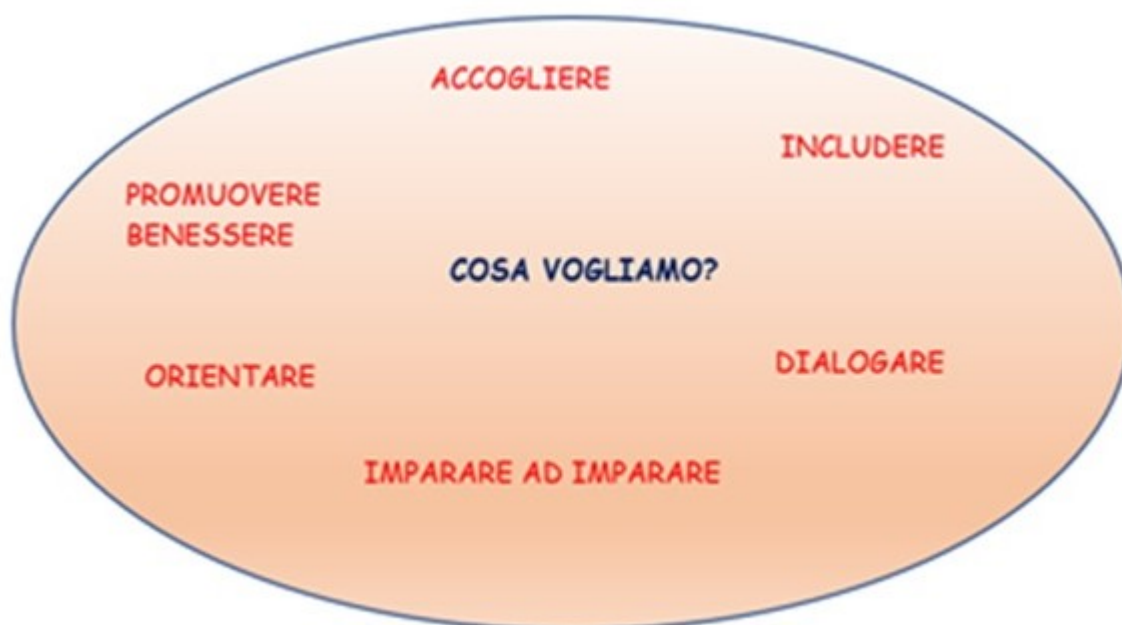 ACCOGLIERE
INCLUDERE
PROMUOVERE
BENESSERE
COSA VOGLIAMO?
DIALOGARE
ORIENTARE
IMPARARE AD IMPARARE